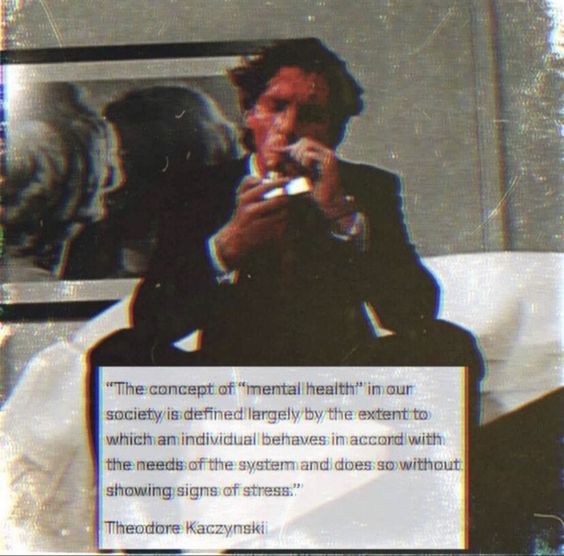 “The concept of “mental health” in our
society is defined largely by the extent to
which an individual behaves in accord with
the needs of the system and does so without
showing signs of stress.”
Theodore Kaczynski